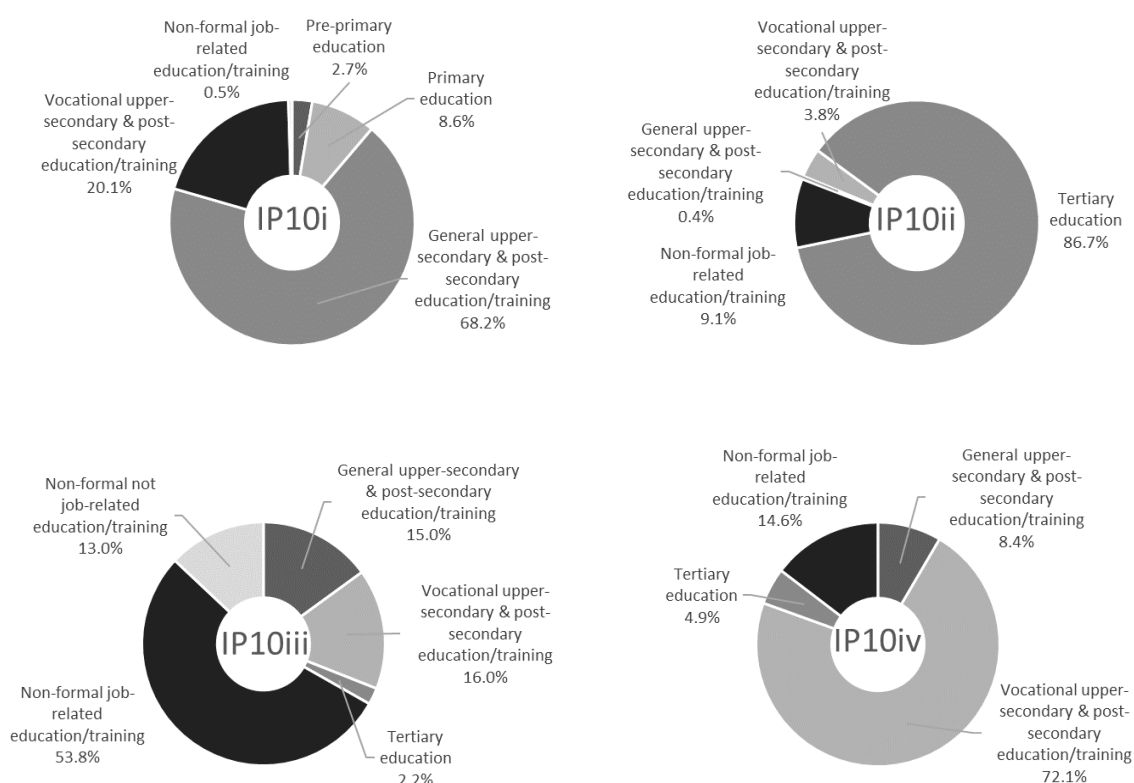 Non-formal job-
related
education/training
0.5%
Pre-primary
education
2.7%
Primary
education
8.6%
Vocational upper-
secondary & post-
secondary
education/training
20.1%
IP10i
General upper-
secondary & post-
secondary
education/training
68.2%
Vocational upper-
secondary & post-
secondary
education/training
3.8%
General upper-
secondary & post-
secondary
education/training
0.4%
IP10ii
Tertiary
education
86.7%
Non-formal job-
related
education/training
9.1%
Non-formal not
job-related
education/training
13.0%
General upper-secondary
& post-secondary
education/training
15.0%
Vocational upper-
secondary & post-
secondary
education/training
16.0%
IP10iii
Non-formal job-
related
education/training
53.8%
Tertiary
education
2.2%
Non-formal job-
related
education/training
14.6%
General upper-
secondary & post-
secondary
education/training
8.4%
Tertiary
education
4.9%
IP10iv
Vocational upper-
secondary & post-
secondary
education/training
72.1%